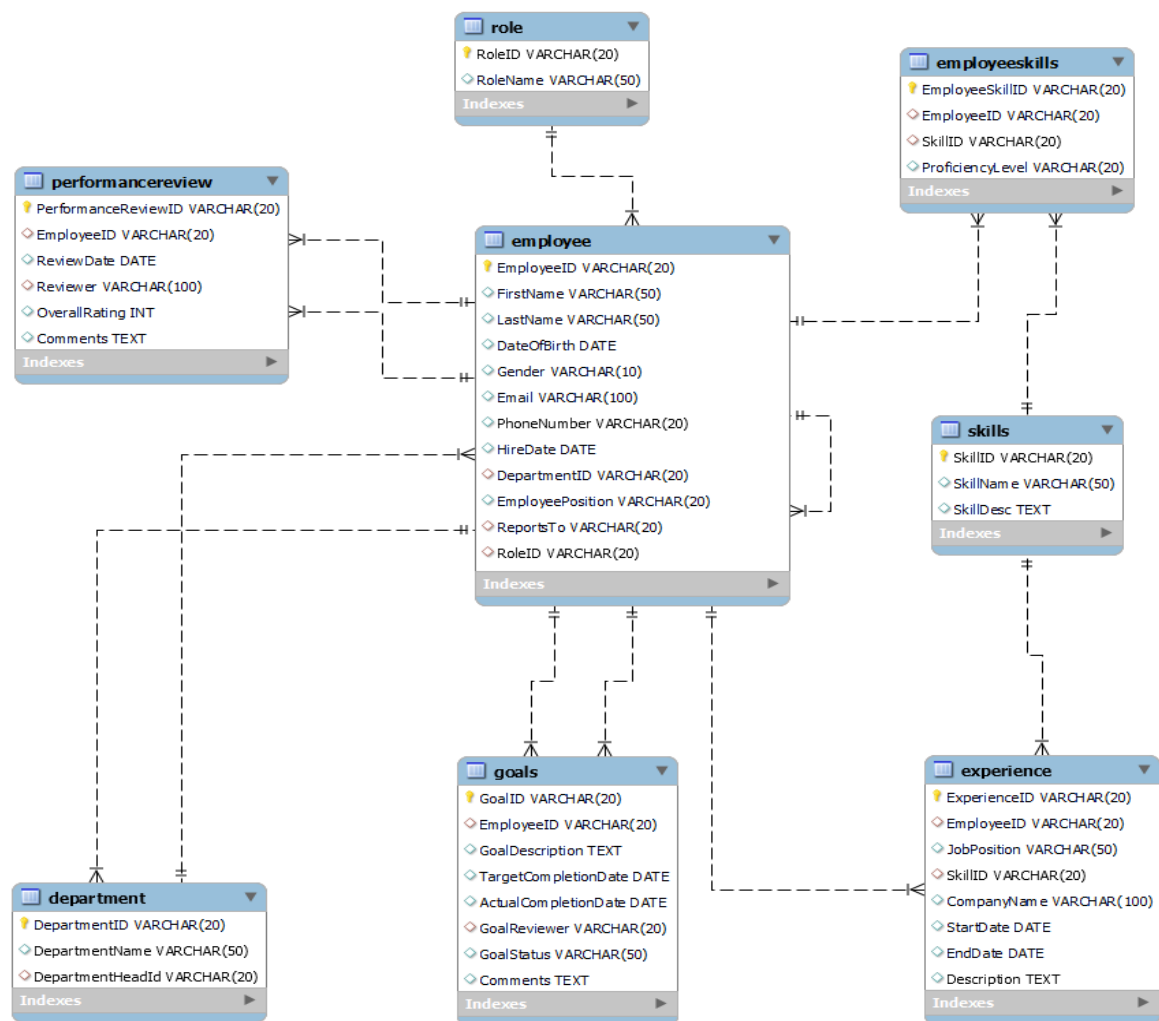 role
RoleID VARCHAR(20)
RoleName VARCHAR(50)
Indexes
employeeskills
EmployeeSkillID VARCHAR(20)
EmployeeID VARCHAR(20)
SkillID VARCHAR(20)
ProficiencyLevel VARCHAR(20)
Indexes
performancereview
PerformanceReviewID VARCHAR(20)
EmployeeID VARCHAR(20)
ReviewDate DATE
Reviewer VARCHAR(100)
OverallRating INT
Comments TEXT
Indexes
employee
EmployeeID VARCHAR(20)
FirstName VARCHAR(50)
LastName VARCHAR(50)
DateOfBirth DATE
Gender VARCHAR(10)
Email VARCHAR(100)
PhoneNumber VARCHAR(20)
HireDate DATE
DepartmentID VARCHAR(20)
EmployeePosition VARCHAR(20)
ReportsTo VARCHAR(20)
RoleID VARCHAR(20)
Indexes
skills
SkillID VARCHAR(20)
SkillName VARCHAR(50)
SkillDesc TEXT
Indexes
department
DepartmentID VARCHAR(20)
DepartmentName VARCHAR(50)
DepartmentHeadId VARCHAR(20)
Indexes
goals
GoalID VARCHAR(20)
EmployeeID VARCHAR(20)
GoalDescription TEXT
TargetCompletionDate DATE
ActualCompletionDate DATE
GoalReviewer VARCHAR(20)
GoalStatus VARCHAR(50)
Comments TEXT
Indexes
experience
ExperienceID VARCHAR(20)
EmployeeID VARCHAR(20)
JobPosition VARCHAR(50)
SkillID VARCHAR(20)
CompanyName VARCHAR(100)
StartDate DATE
EndDate DATE
Description TEXT
Indexes